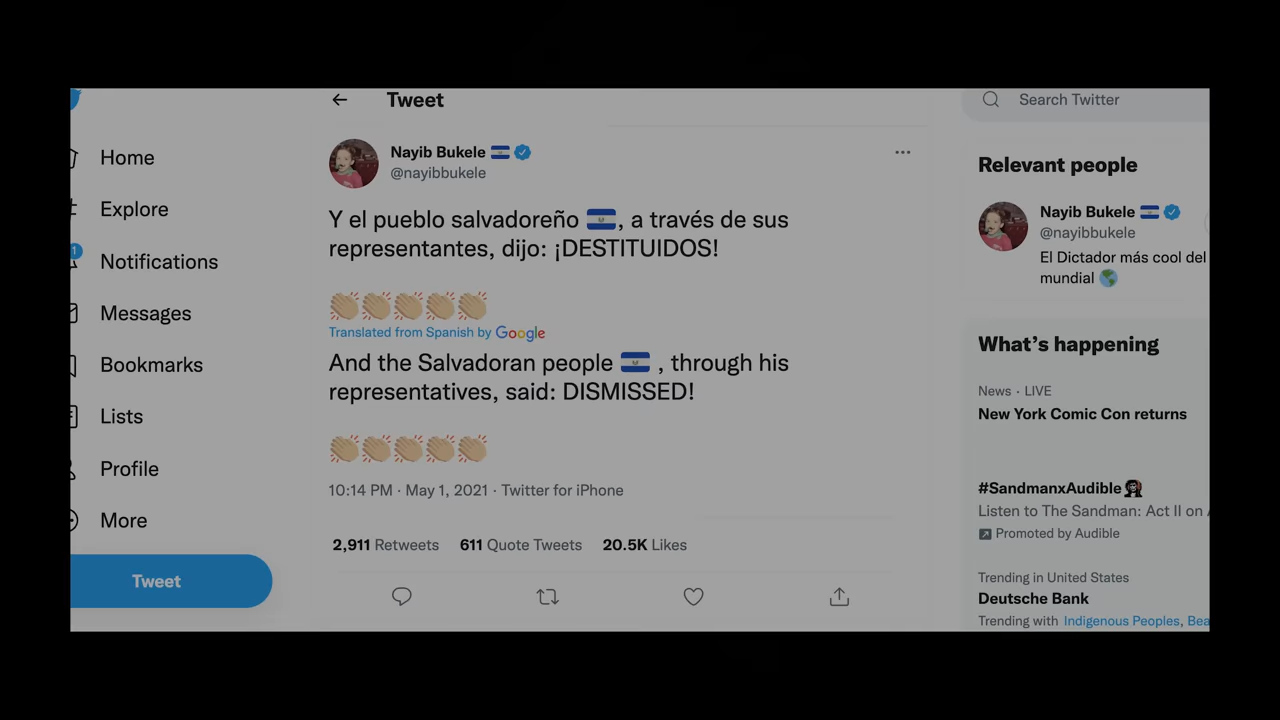 Tweet
Search Twitter
Home
Explore
1
Notifications
Messages
Bookmarks
Lists
Profile
More
Tweet
Nayib Bukele
@nayibbukele
Y el pueblo salvadoreño 🇸🇻, a través de sus
representantes, dijo: ¡DESTITUIDOS!
👏🏼👏🏼👏🏼👏🏼👏🏼
Translated from Spanish by Google
And the Salvadoran people 🇸🇻 , through his
representatives, said: DISMISSED!
👏🏼👏🏼👏🏼👏🏼👏🏼
10:14 PM · May 1, 2021 · Twitter for iPhone
2,911 Retweets 611 Quote Tweets 20.5K Likes
Relevant people
Nayib Bukele
@nayibbukele
El Dictador más cool del
mundial 🌎
What's happening
News · LIVE
New York Comic Con returns
#SandmanxAudible
Listen to The Sandman: Act II on
Promoted by Audible
Trending in United States
Deutsche Bank
Trending with Indigenous Peoples, Bea